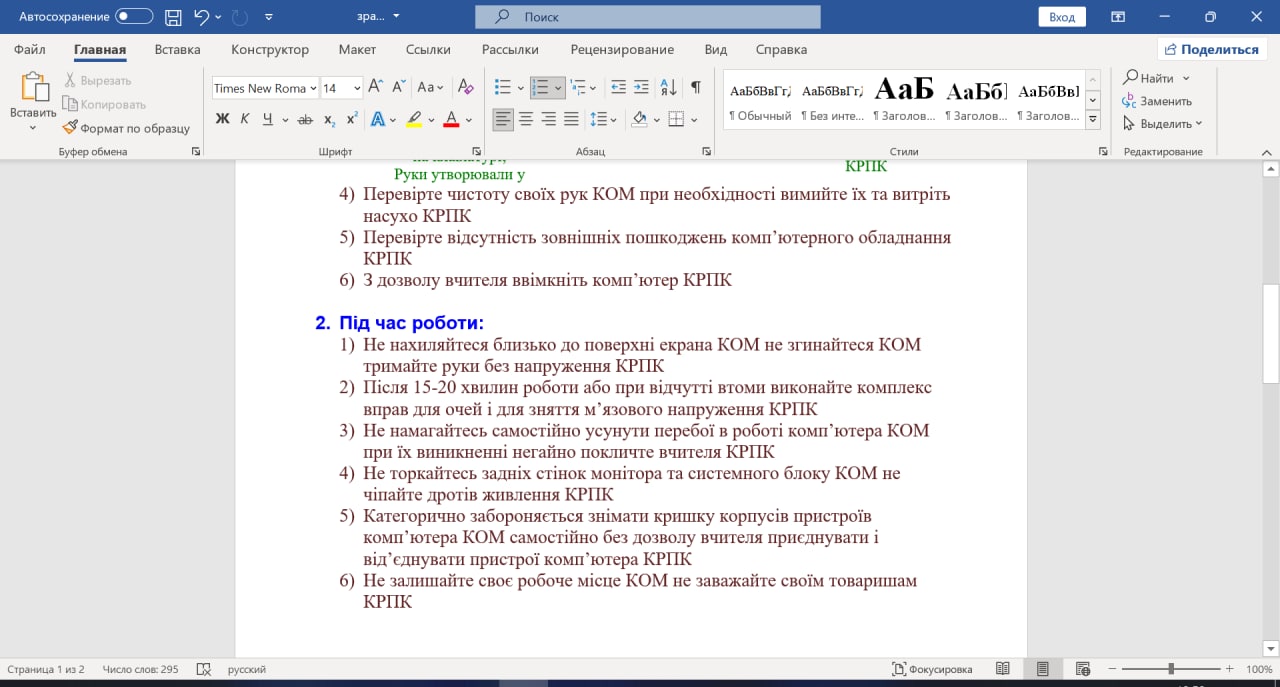 Автосохранение
зра...
Поиск
Вход
Файл Главная Вставка Конструктор Макет Ссылки Рассылки Рецензирование Вид Справка
Поделиться
Вставить
Вырезать
Копировать
Формат по образцу
Буфер обмена
Times New Roma 14
Шрифт
Абзац
АаБбВвГг, АаБбВвГг, АаБ АаБб АаБбВв
¶ Обычный ¶ Без инте... ¶ Заголов... ¶ Заголов... ¶ Заголов...
Стили
Найти
Заменить
Выделить
Редактирование
Руки утворювали у
КРПК
4) Перевірте чистоту своїх рук КОМ при необхідності вимийте їх та витріть
насухо КРПК
5) Перевірте відсутність зовнішніх пошкоджень комп’ютерного обладнання
КРПК
6) З дозволу вчителя ввімкніть комп’ютер КРПК
2. Під час роботи:
1) Не нахиляйтеся близько до поверхні екрана КОМ не згинайтеся КОМ
тримайте руки без напруження КРПК
2) Після 15-20 хвилин роботи або при відчутті втоми виконайте комплекс
вправ для очей і для зняття м’язового напруження КРПК
3) Не намагайтесь самостійно усунути перебої в роботі комп’ютера КОМ
при їх виникненні негайно покличте вчителя КРПК
4) Не торкайтесь задніх стінок монітора та системного блоку КОМ не
чіпайте дротів живлення КРПК
5) Категорично забороняється знімати кришку корпусів пристроїв
комп’ютера КОМ самостійно без дозволу вчителя приєднувати і
від’єднувати пристрої комп’ютера КРПК
6) Не залишайте своє робоче місце КОМ не заважайте своїм товаришам
КРПК
Страница 1 из 2 Число слов: 295 русский Фокусировка 100%